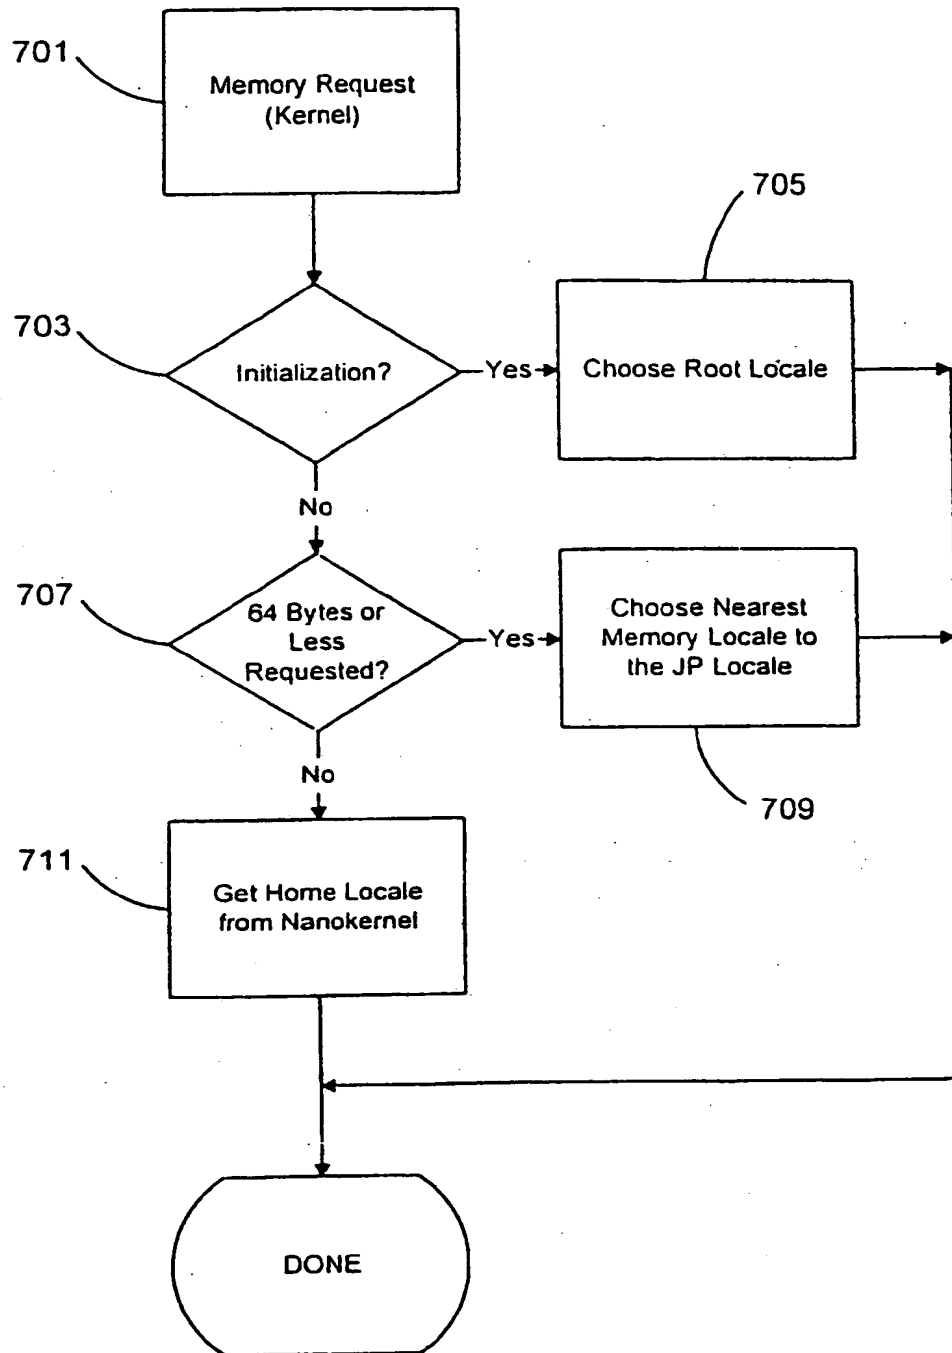 701
Memory Request
(Kernel)
705
703
Initialization?
Yes
Choose Root Locale
No
707
64 Bytes or
Less
Requested?
Yes
Choose Nearest
Memory Locale to
the JP Locale
No
709
711
Get Home Locale
from Nanokernel
DONE